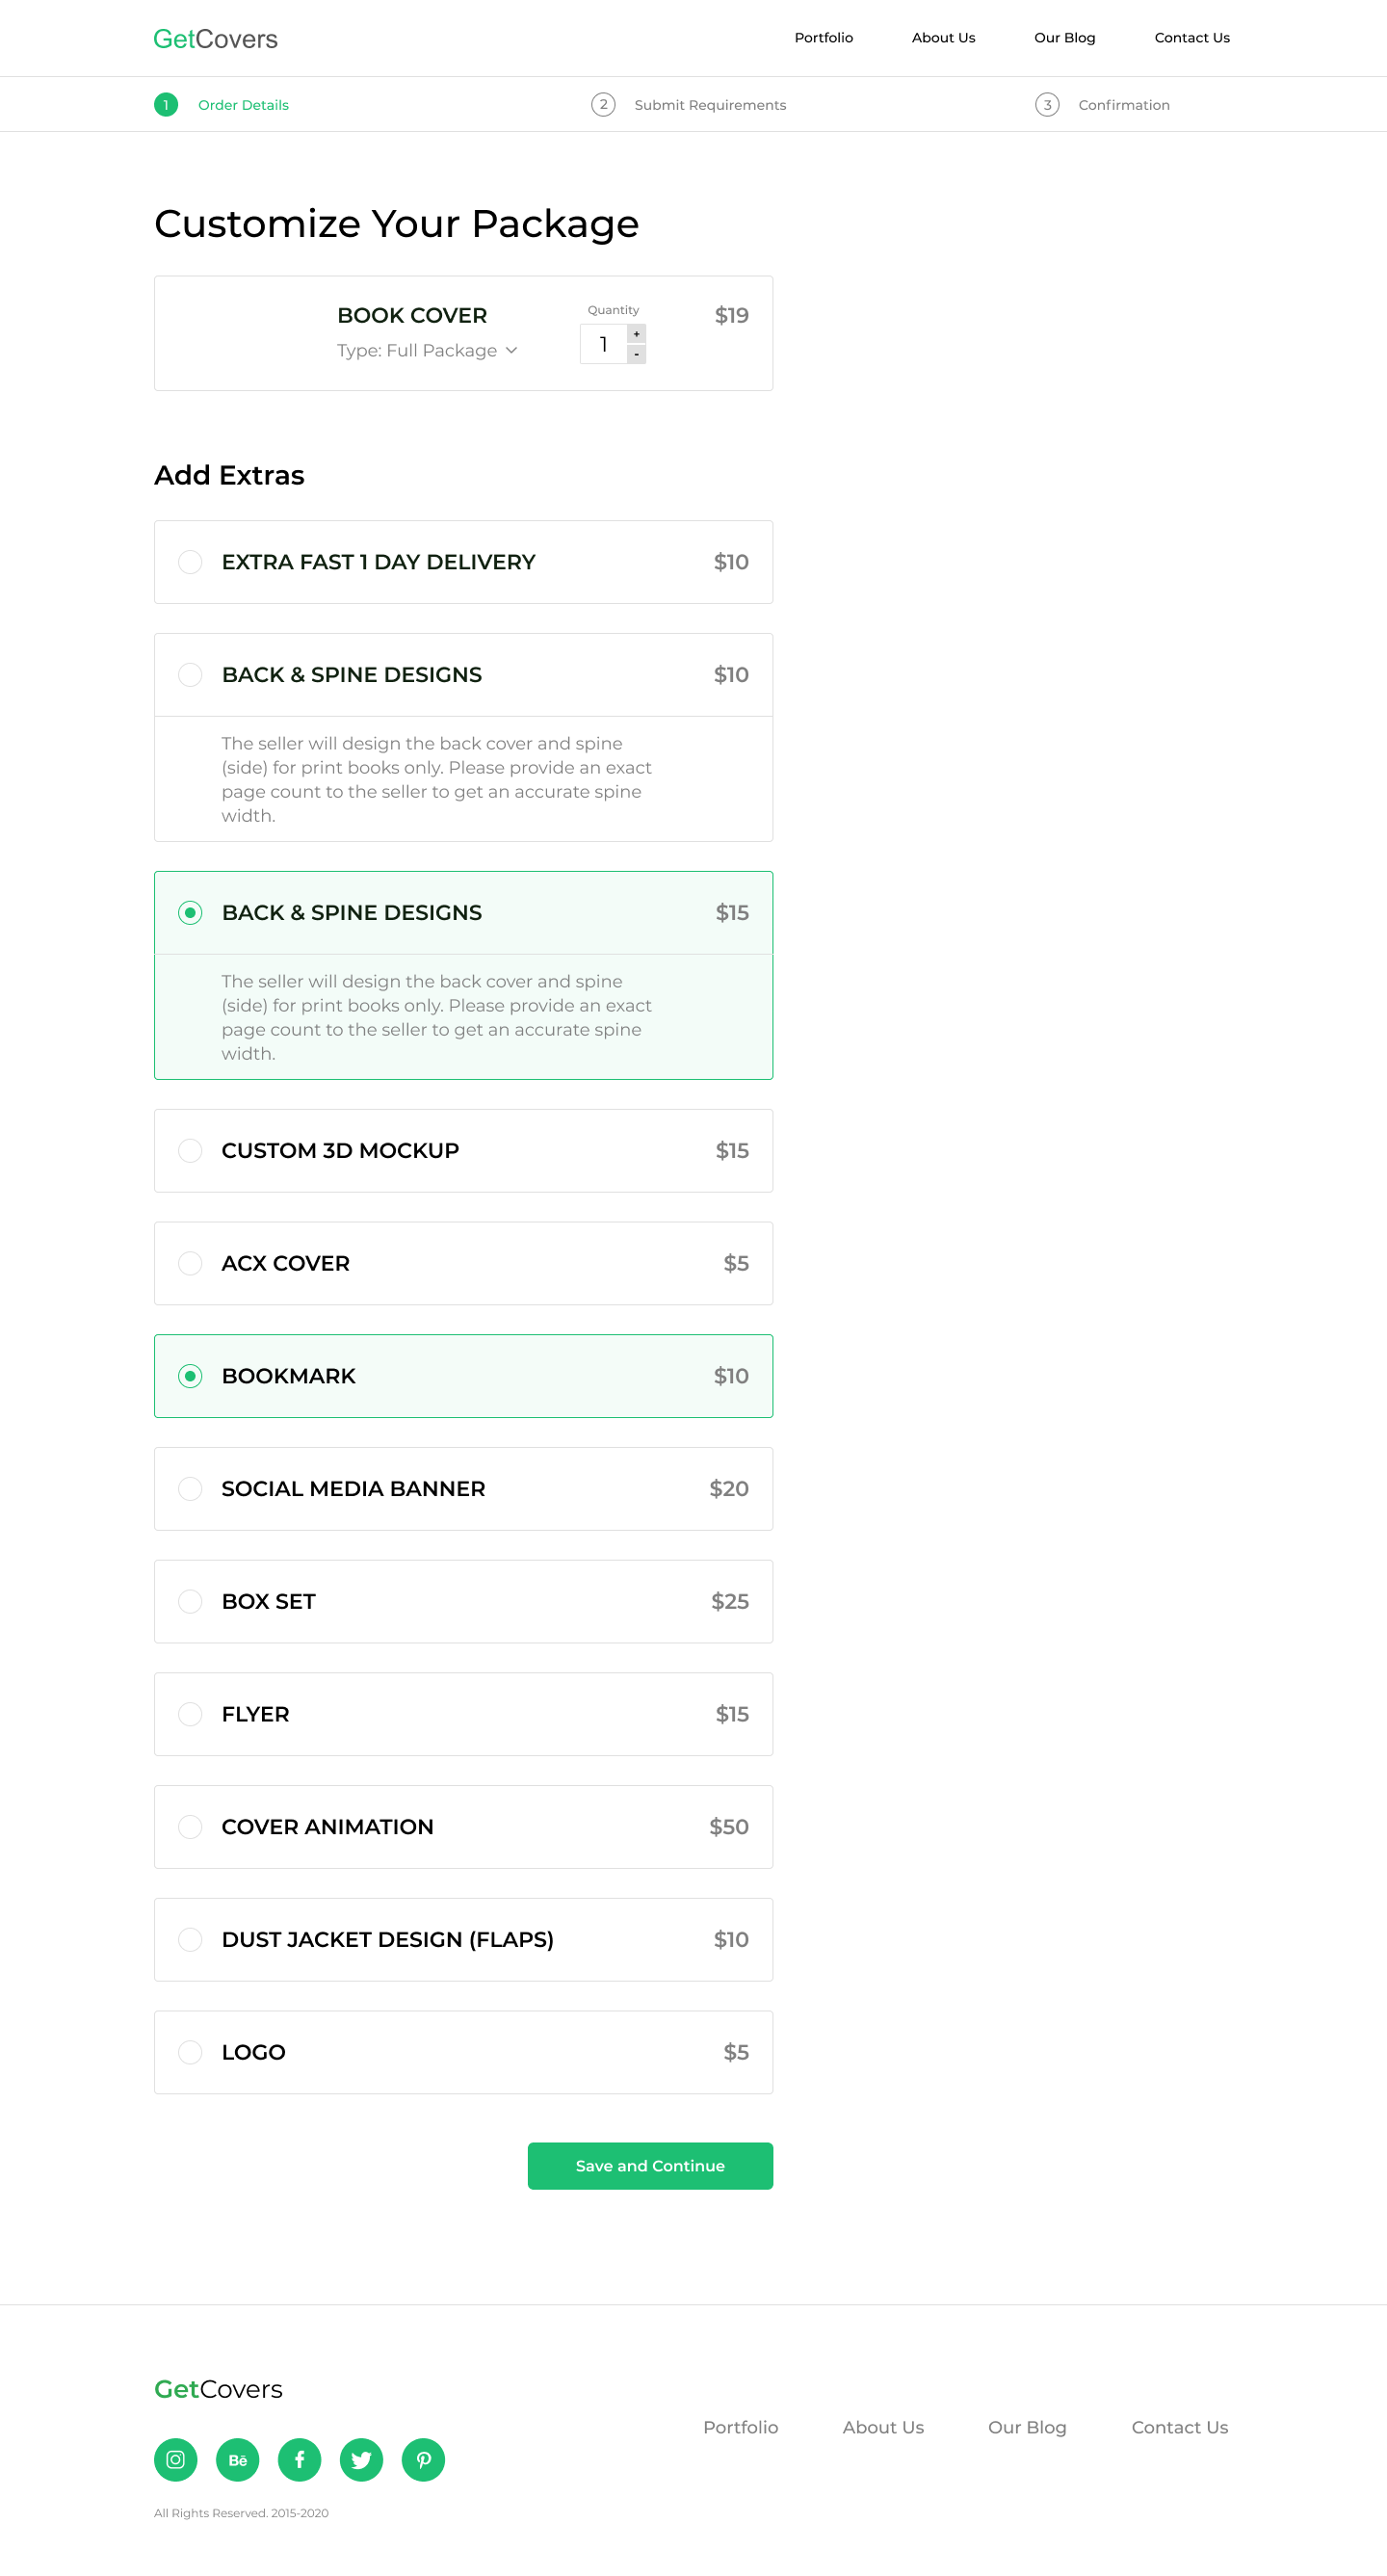 GetCovers
Portfolio About Us Our Blog Contact Us
1 Order Details 2 Submit Requirements 3 Confirmation
Customize Your Package
BOOK COVER Quantity $19
Type: Full Package 1 + -
Add Extras
EXTRA FAST 1 DAY DELIVERY $10
BACK & SPINE DESIGNS $10
The seller will design the back cover and spine
(side) for print books only. Please provide an exact
page count to the seller to get an accurate spine
width.
BACK & SPINE DESIGNS $15
The seller will design the back cover and spine
(side) for print books only. Please provide an exact
page count to the seller to get an accurate spine
width.
CUSTOM 3D MOCKUP $15
ACX COVER $5
BOOKMARK $10
SOCIAL MEDIA BANNER $20
BOX SET $25
FLYER $15
COVER ANIMATION $50
DUST JACKET DESIGN (FLAPS) $10
LOGO $5
Save and Continue
GetCovers
Portfolio About Us Our Blog Contact Us
Bē
All Rights Reserved. 2015-2020